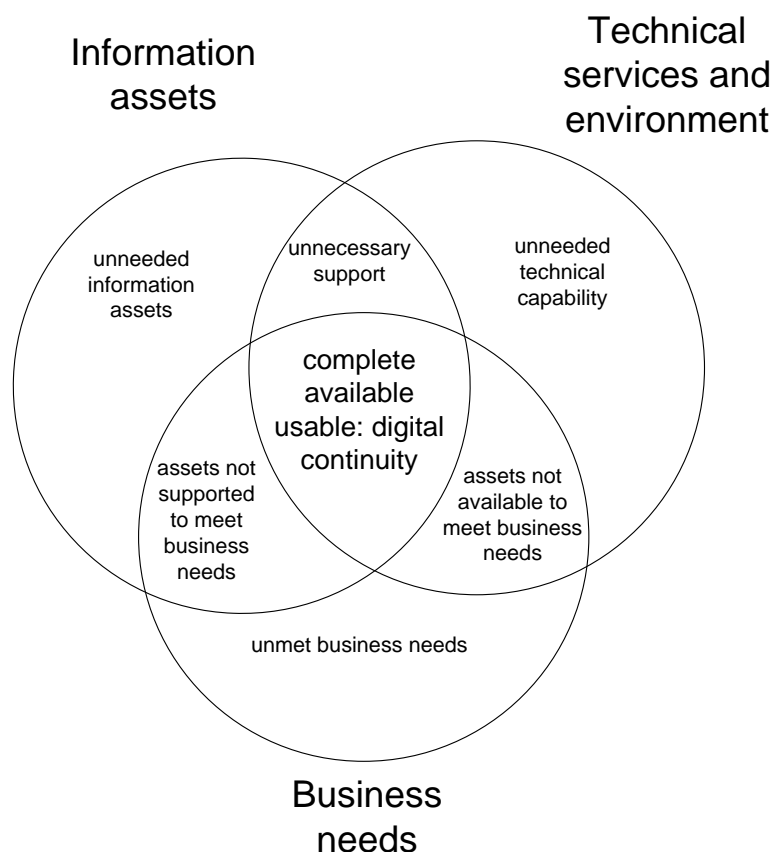 Information
assets
Technical
services and
environment
unneeded
information
assets
unnecessary
support
unneeded
technical
capability
complete
available
usable: digital
continuity
assets not
supported
to meet
business
needs
assets not
available to
meet business
needs
unmet business needs
Business
needs